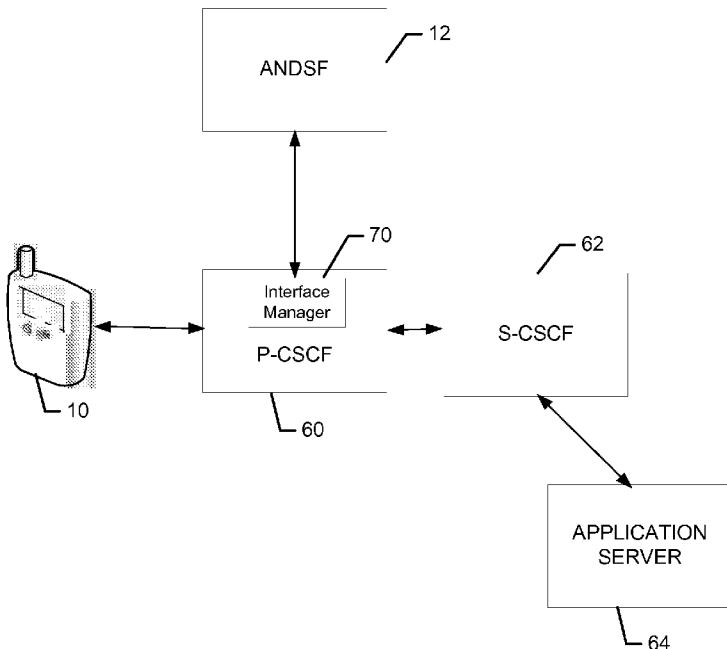 12
ANDSF
70
62
Interface
Manager
P-CSCF
S-CSCF
10
60
APPLICATION
SERVER
64